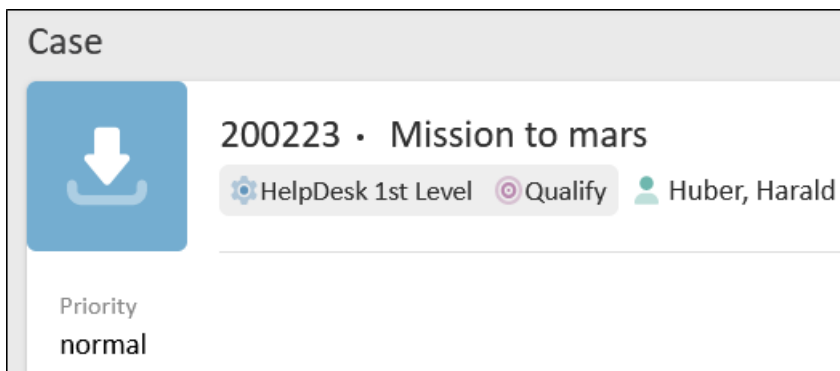 Case
200223 · Mission to mars
HelpDesk 1st Level Qualify Huber, Harald
Priority
normal